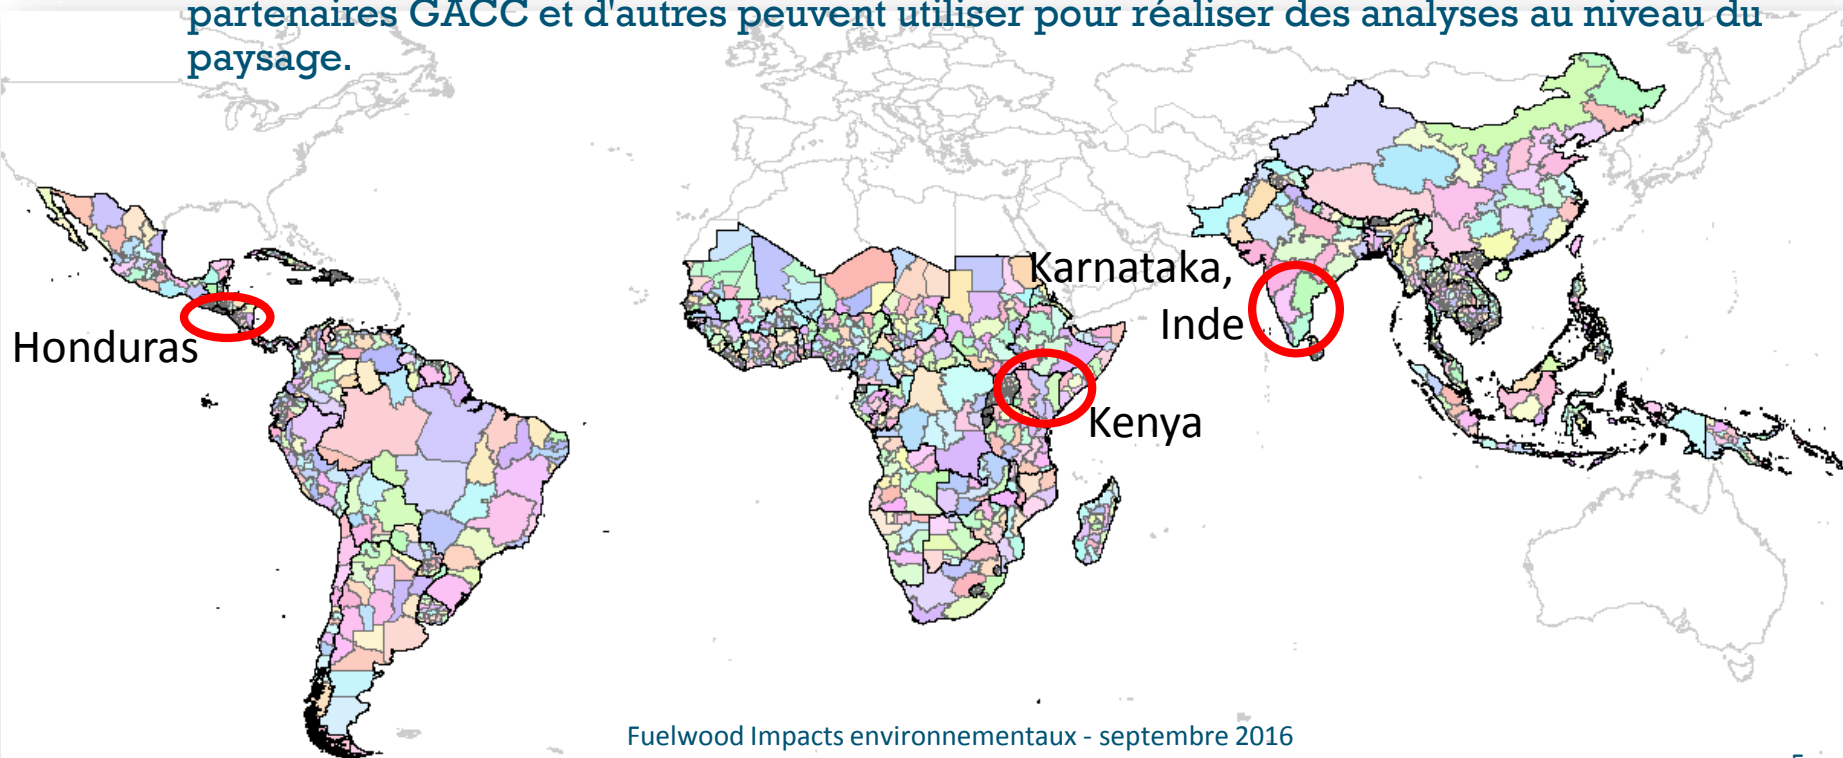 partenaires GACC et d'autres peuvent utiliser pour réaliser des analyses au niveau du
paysage.
Karnataka,
Inde
Honduras
Kenya
Fuelwood Impacts environnementaux - septembre 2016